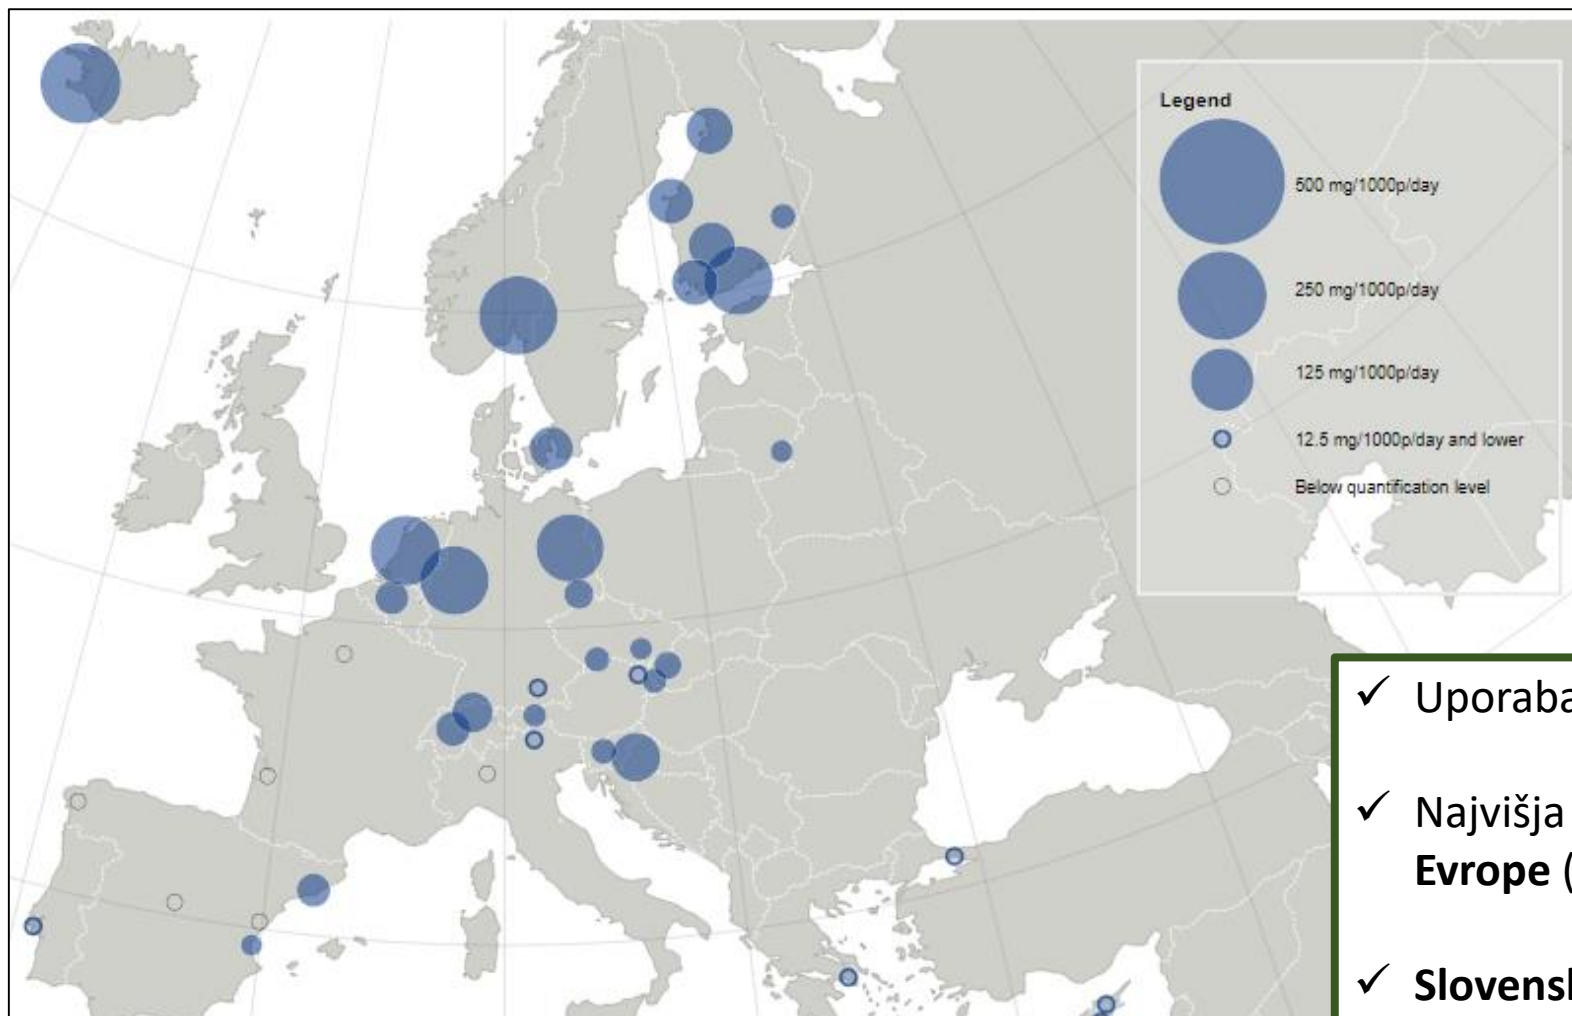 Legend
500 mg/1000p/day
250 mg/1000p/day
125 mg/1000p/day
12.5 mg/1000p/day and lower
Below quantification level
✓ Uporaba
✓ Najvišja
Evrope (
✓ Slovensk